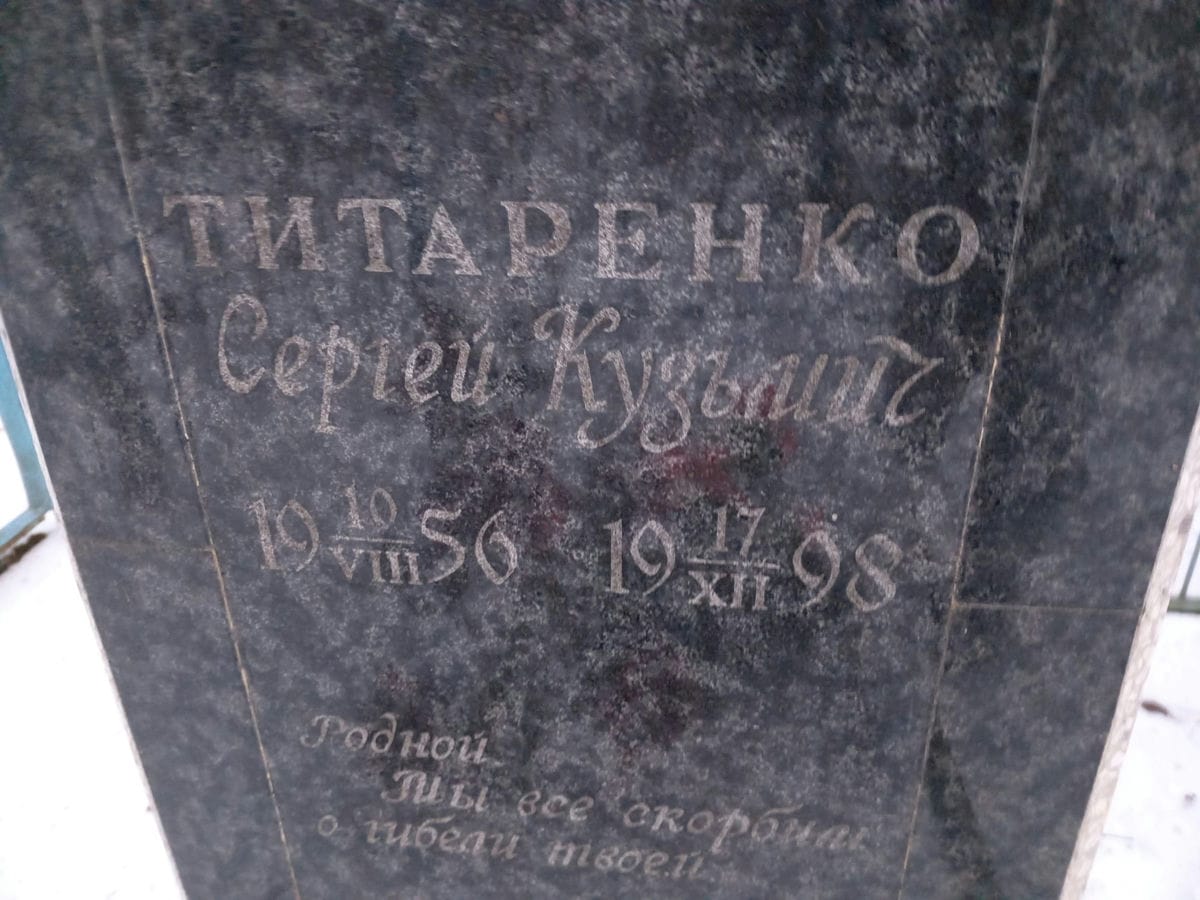 ТИТАРЕНКО
Сергей Кузьмич
19 10/VIII 56 19 17/XII 98
Родной
Мы все скорбим
о гибели твоей